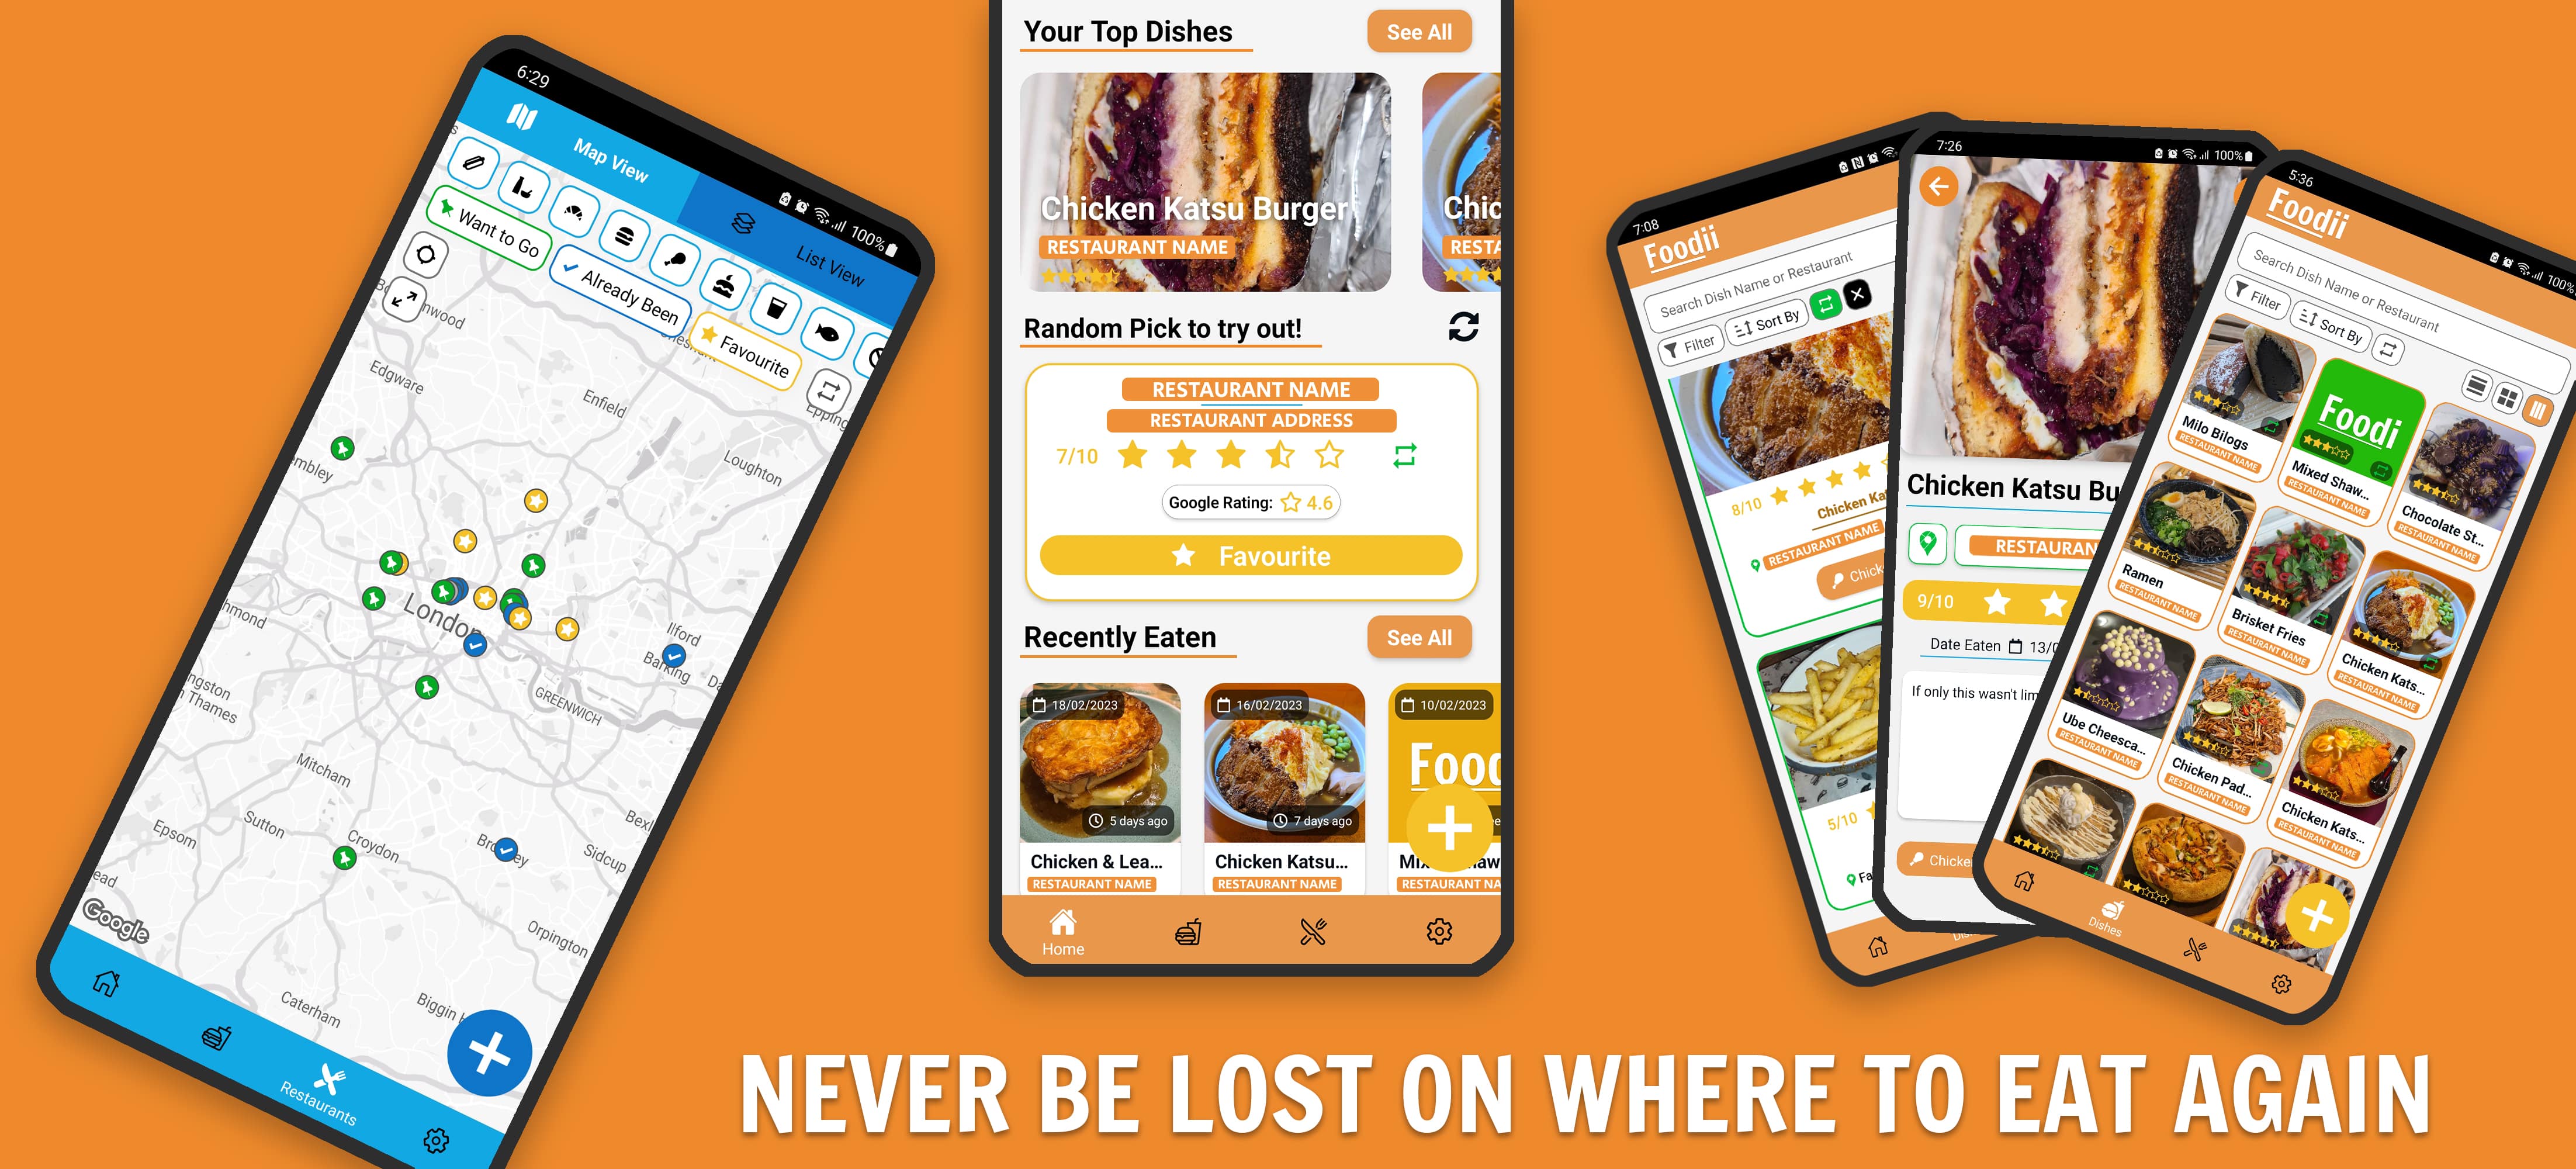 6:29
100%
Map View
List View
Want to Go
Already Been
Favourite
Edgware
Enfield
Epping
Loughton
London
Ilford
Barking
GREENWICH
Mitcham
Sutton
Croydon
Epsom
Sidcup
Orpington
Caterham
Biggin
Google
Restaurants
Your Top Dishes
See All
Chicken Katsu Burger
RESTAURANT NAME
Chic
RESTA
Random Pick to try out!
RESTAURANT NAME
RESTAURANT ADDRESS
7/10
Google Rating: 4.6
Favourite
Recently Eaten
See All
18/02/2023
16/02/2023
10/02/2023
Food
5 days ago
7 days ago
Chicken & Lea...
RESTAURANT NAME
Chicken Katsu...
RESTAURANT NAME
RESTAURANT NA
Home
7:08
Foodii
Search Dish Name or Restaurant
Filter
Sort By
8/10
Chicken Ka
RESTAURANT NAME
Chick
5/10
Fa
7:26
100%
Chicken Katsu Bu
RESTAURAN
9/10
Date Eaten 13/0
If only this wasn't lim
Chicke
5:36
100%
Foodii
Search Dish Name or Restaurant
Filter
Sort By
Milo Bilogs
RESTAURANT NAME
Foodi
Mixed Shaw...
RESTAURANT NAME
Chocolate St...
RESTAURANT NAME
Ramen
RESTAURANT NAME
Brisket Fries
RESTAURANT NAME
Chicken Kats...
RESTAURANT NAME
Ube Cheesca...
RESTAURANT NAME
Chicken Pad...
RESTAURANT NAME
Chicken Kats...
RESTAURANT NAME
Dishes
NEVER BE LOST ON WHERE TO EAT AGAIN